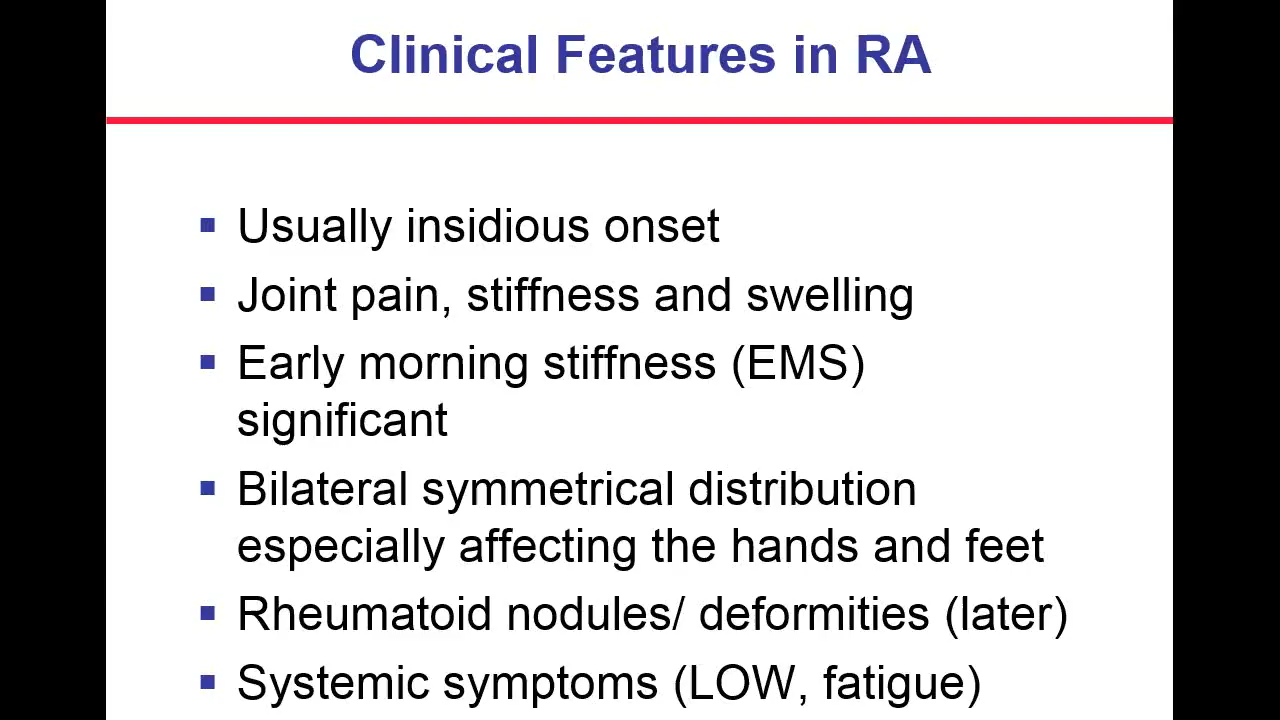 Clinical Features in RA
▪ Usually insidious onset
▪ Joint pain, stiffness and swelling
▪ Early morning stiffness (EMS)
significant
▪ Bilateral symmetrical distribution
especially affecting the hands and feet
▪ Rheumatoid nodules/ deformities (later)
▪ Systemic symptoms (LOW, fatigue)